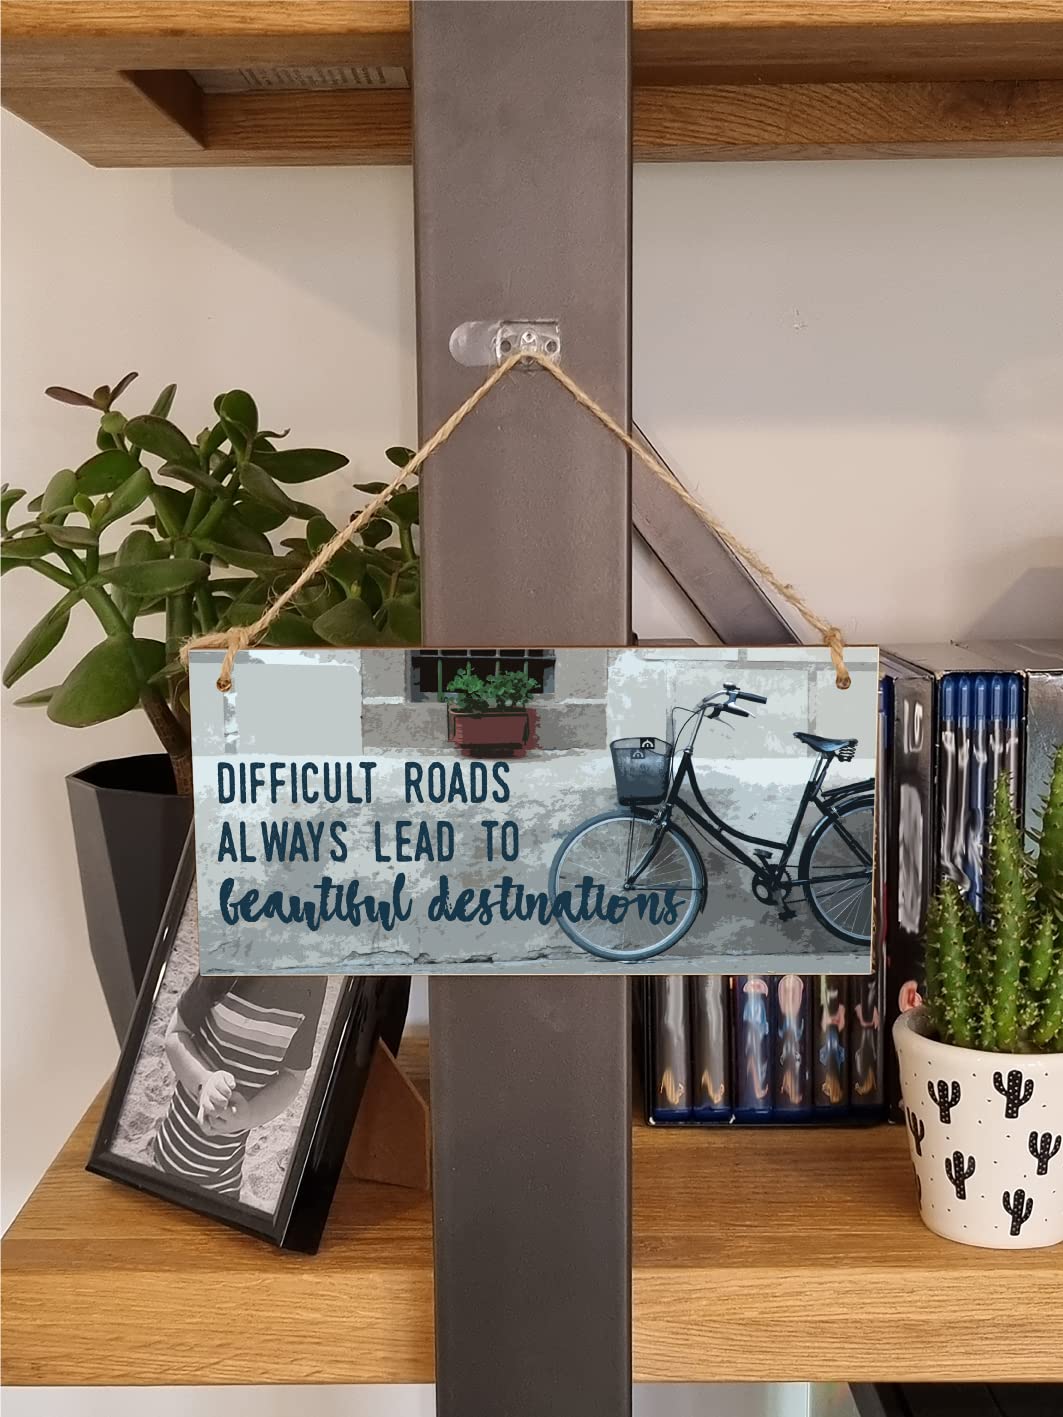 DIFFICULT ROADS
ALWAYS LEAD TO
beautiful destinations